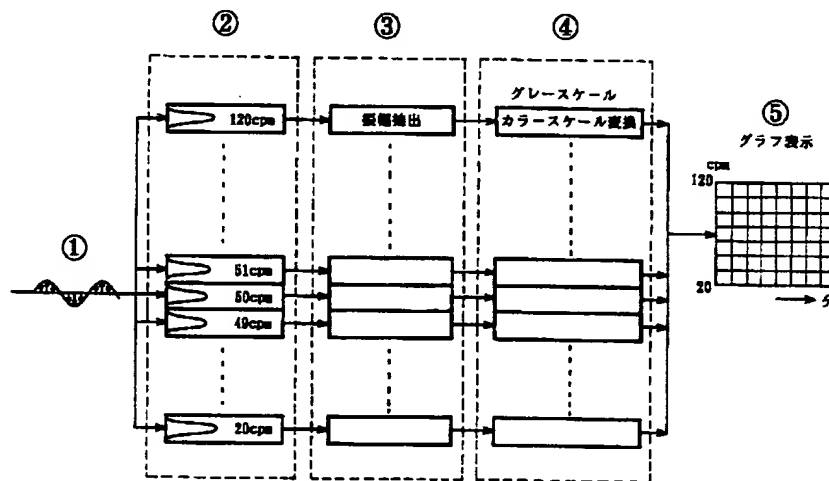 ②
③
④
グレースケール
120cpm
振幅抽出
カラースケール変換
⑤
グラフ表示
cpm
120
①
51cpm
50cpm
49cpm
20
20cpm